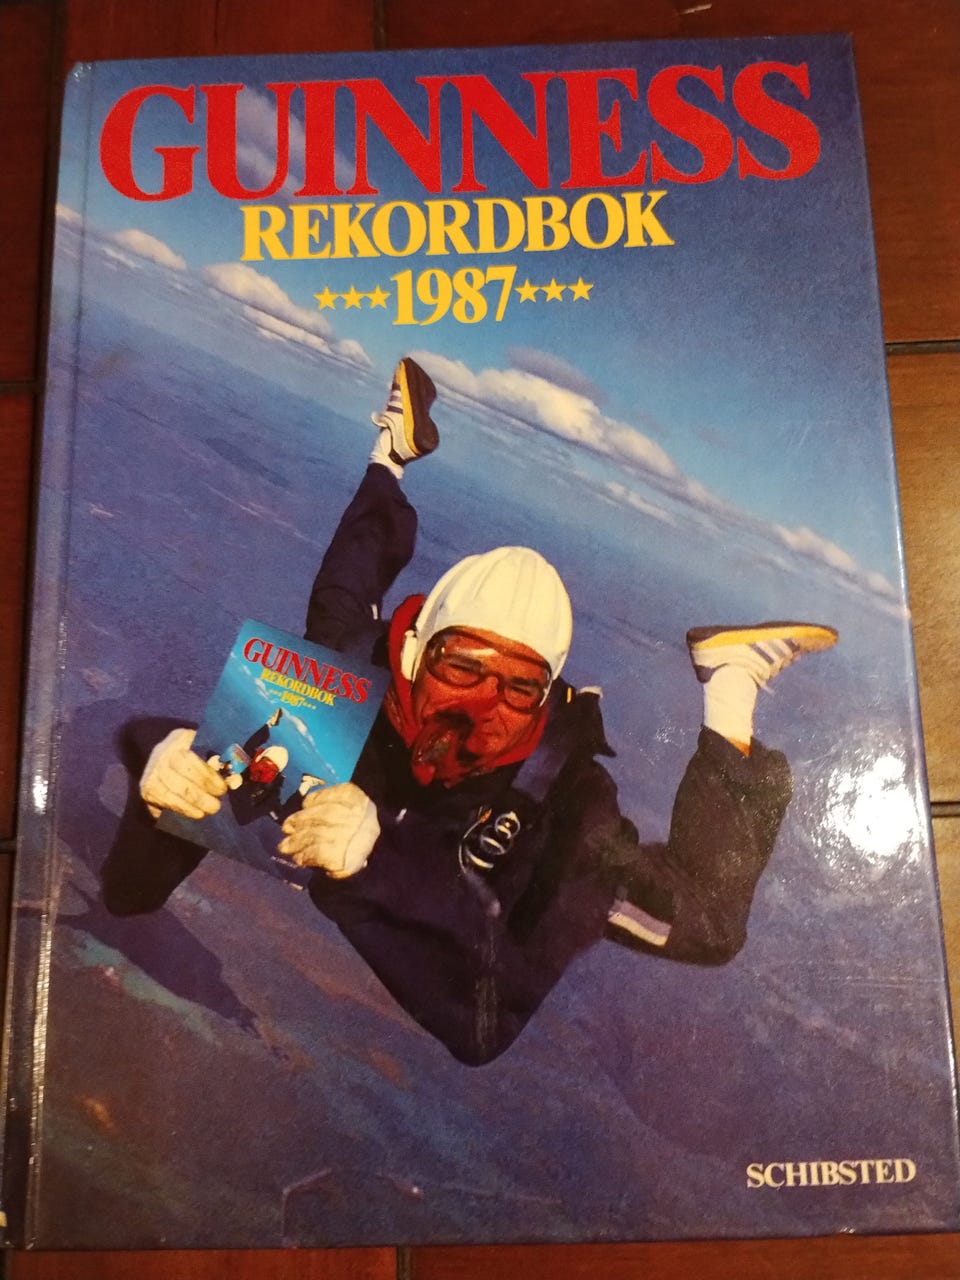 GUINNESS
REKORDBOK
★★★1987★★★
GUINNESS
REKORDBOK
★★★1987★★★
SCHIBSTED